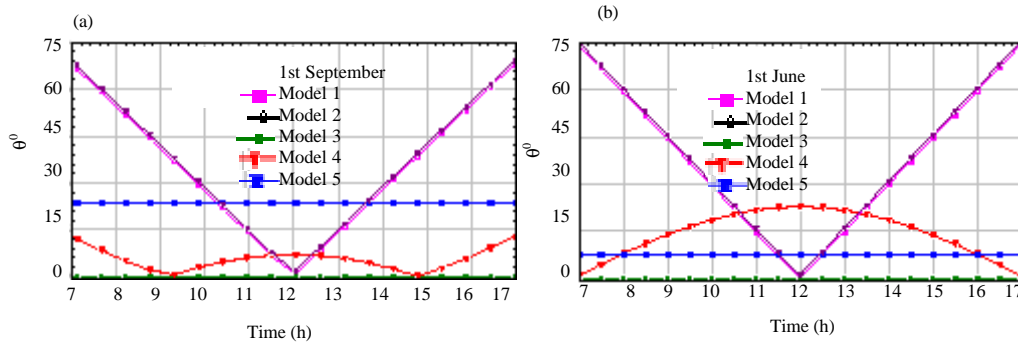 (a)
75
60
45
30
15
0
θ⁰
1st September
Model 1
Model 2
Model 3
Model 4
Model 5
7 8 9 10 11 12 13 14 15 16 17
Time (h)
(b)
75
60
45
30
15
0
θ⁰
1st June
Model 1
Model 2
Model 3
Model 4
Model 5
7 8 9 10 11 12 13 14 15 16 17
Time (h)